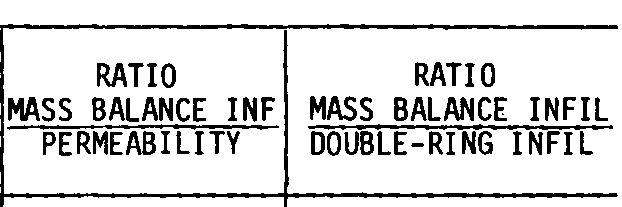 RATIO
MASS BALANCE INF
PERMEABILITY
RATIO
MASS BALANCE INFIL
DOUBLE-RING INFIL